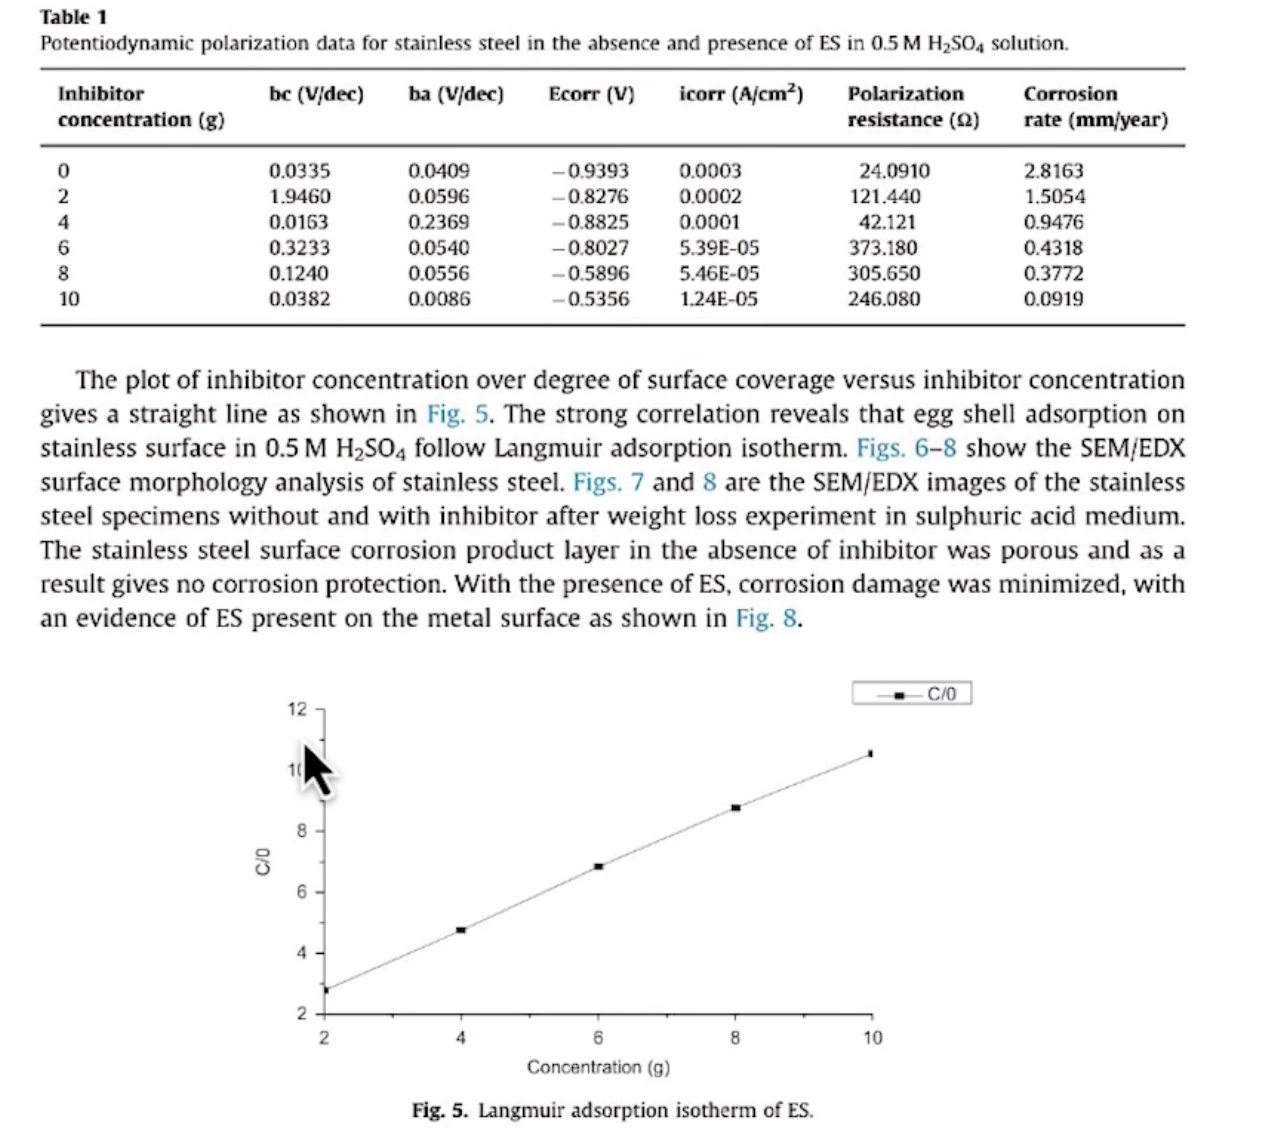 Table 1
Potentiodynamic polarization data for stainless steel in the absence and presence of ES in 0.5 M H₂SO₄ solution.
Inhibitor concentration (g) bc (V/dec) ba (V/dec) Ecorr (V) icorr (A/cm²) Polarization resistance (Ω) Corrosion rate (mm/year)
0 0.0335 0.0409 −0.9393 0.0003 24.0910 2.8163
2 1.9460 0.0596 −0.8276 0.0002 121.440 1.5054
4 0.0163 0.2369 −0.8825 0.0001 42.121 0.9476
6 0.3233 0.0540 −0.8027 5.39E-05 373.180 0.4318
8 0.1240 0.0556 −0.5896 5.46E-05 305.650 0.3772
10 0.0382 0.0086 −0.5356 1.24E-05 246.080 0.0919
The plot of inhibitor concentration over degree of surface coverage versus inhibitor concentration
gives a straight line as shown in Fig. 5. The strong correlation reveals that egg shell adsorption on
stainless surface in 0.5 M H₂SO₄ follow Langmuir adsorption isotherm. Figs. 6–8 show the SEM/EDX
surface morphology analysis of stainless steel. Figs. 7 and 8 are the SEM/EDX images of the stainless
steel specimens without and with inhibitor after weight loss experiment in sulphuric acid medium.
The stainless steel surface corrosion product layer in the absence of inhibitor was porous and as a
result gives no corrosion protection. With the presence of ES, corrosion damage was minimized, with
an evidence of ES present on the metal surface as shown in Fig. 8.
C/0
12
8
6
4
2
C/0
2 4 6 8 10
Concentration (g)
Fig. 5. Langmuir adsorption isotherm of ES.